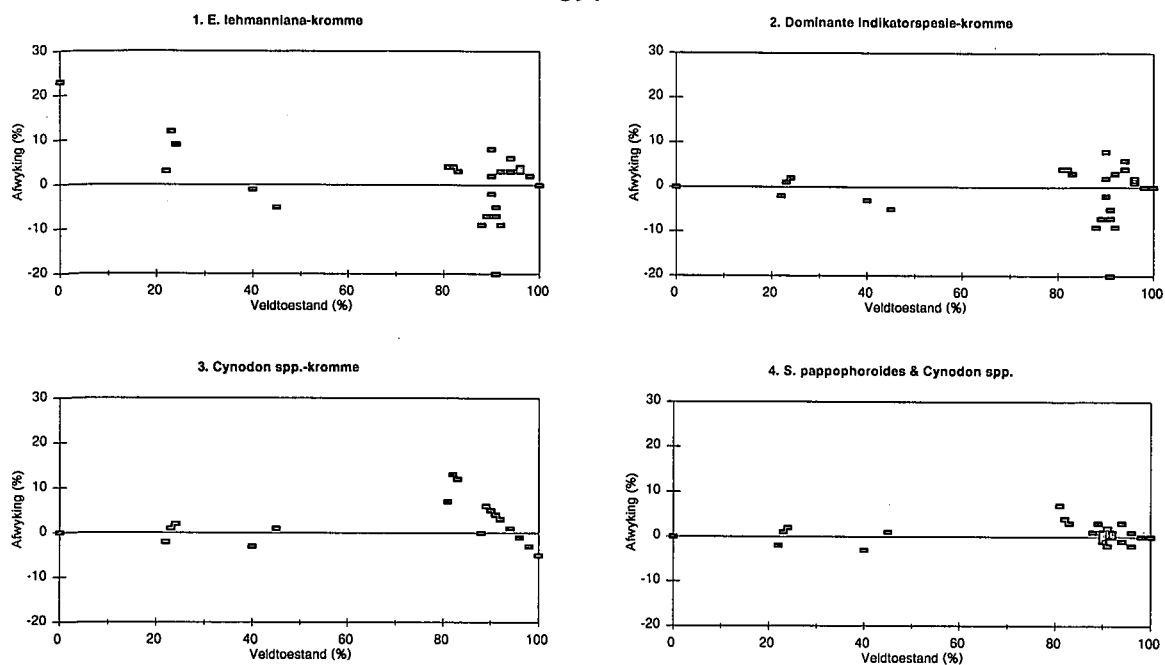 1. E. lehmanniana-kromme
30
20
10
0
-10
-20
Afwyking (%)
0 20 40 60 80 100
Veldtoestand (%)
2. Dominante indikatorspesie-kromme
30
20
10
0
-10
-20
Afwyking (%)
0 20 40 60 80 100
Veldtoestand (%)
3. Cynodon spp.-kromme
30
20
10
0
-10
-20
Afwyking (%)
0 20 40 60 80 100
Veldtoestand (%)
4. S. pappophoroides & Cynodon spp.
30
20
10
0
-10
-20
Afwyking (%)
0 20 40 60 80 100
Veldtoestand (%)